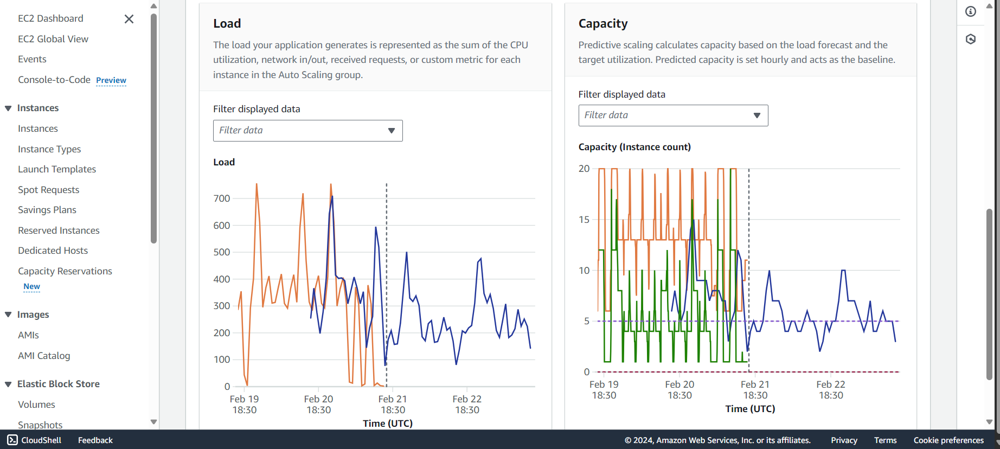 EC2 Dashboard
EC2 Global View
Events
Console-to-Code Preview
Instances
Instances
Instance Types
Launch Templates
Spot Requests
Savings Plans
Reserved Instances
Dedicated Hosts
Capacity Reservations
New
Images
AMIs
AMI Catalog
Elastic Block Store
Volumes
Snapshots
Load
The load your application generates is represented as the sum of the CPU
utilization, network in/out, received requests, or custom metric for each
instance in the Auto Scaling group.
Filter displayed data
Filter data
Load
700
600
500
400
300
200
100
0
Feb 19 Feb 20 Feb 21 Feb 22
18:30 18:30 18:30 18:30
Time (UTC)
Capacity
Predictive scaling calculates capacity based on the load forecast and the
target utilization. Predicted capacity is set hourly and acts as the baseline.
Filter displayed data
Filter data
Capacity (Instance count)
20
15
10
5
0
Feb 19 Feb 20 Feb 21 Feb 22
18:30 18:30 18:30 18:30
Time (UTC)
CloudShell Feedback © 2024, Amazon Web Services, Inc. or its affiliates. Privacy Terms Cookie preferences